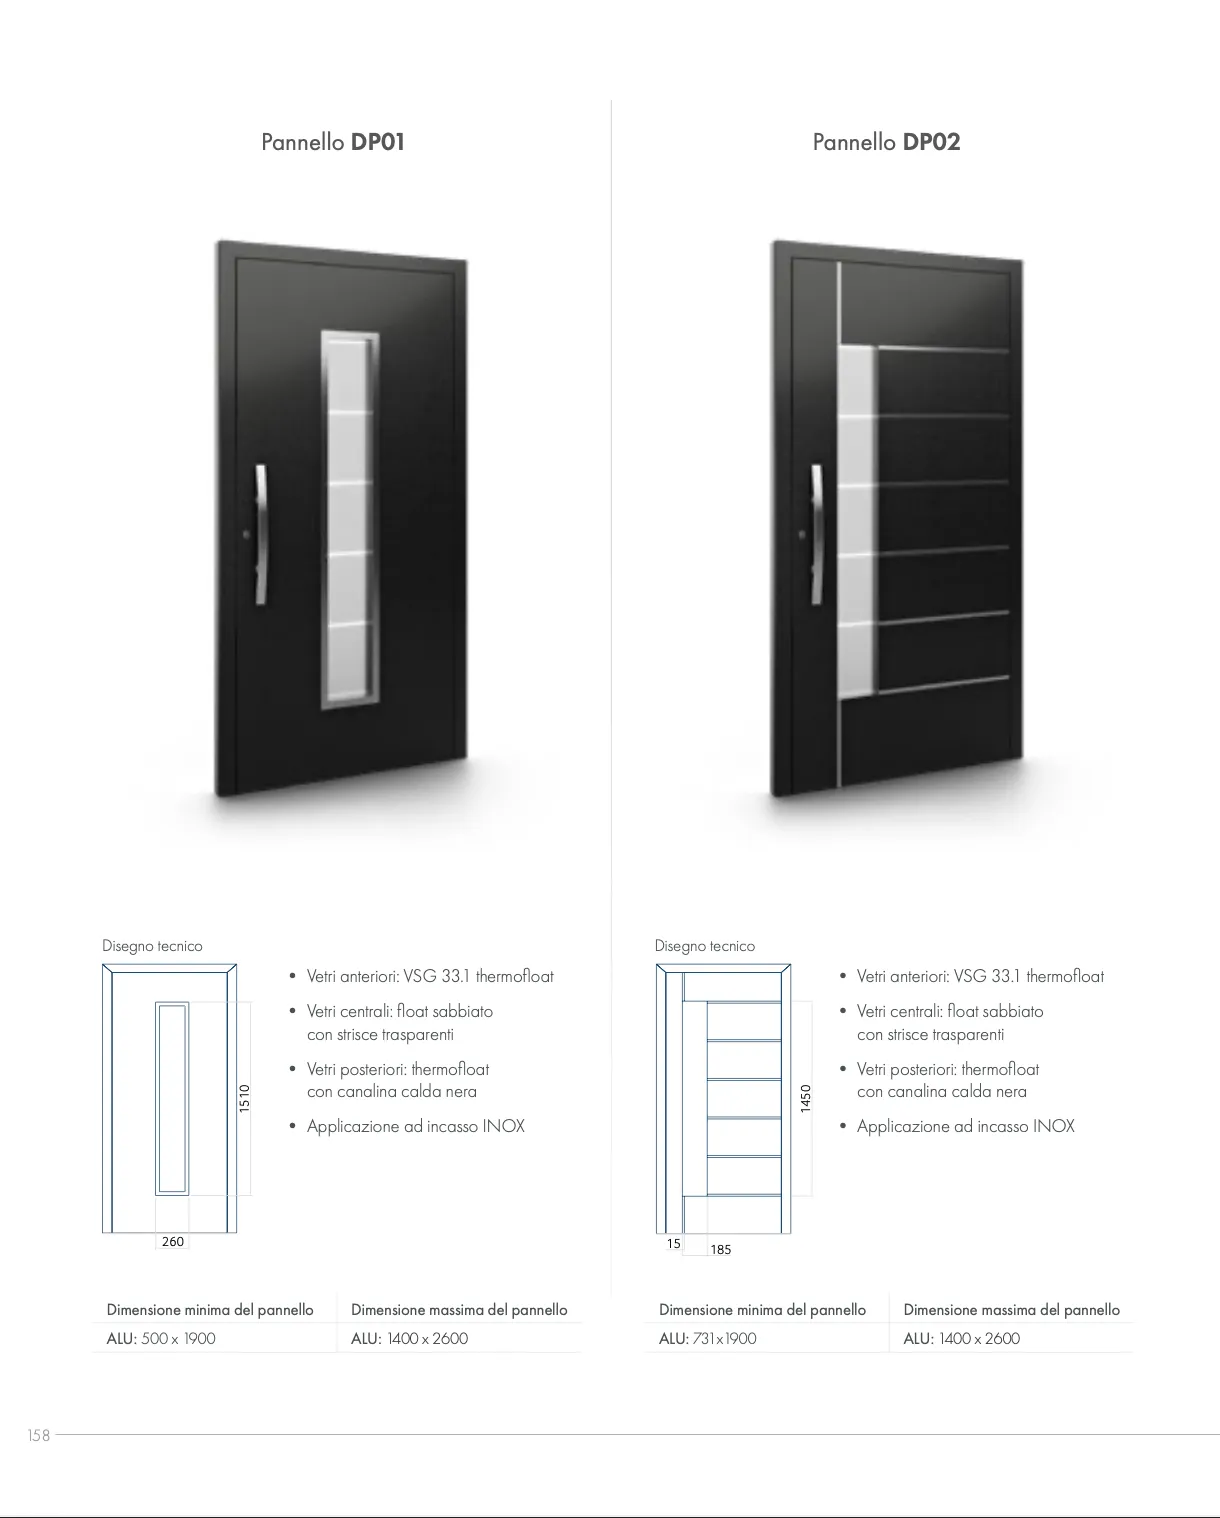 Pannello DP01
Disegno tecnico
1510
260
• Vetri anteriori: VSG 33.1 thermofloat
• Vetri centrali: float sabbiato
con strisce trasparenti
• Vetri posteriori: thermofloat
con canalina calda nera
• Applicazione ad incasso INOX
Dimensione minima del pannello
Dimensione massima del pannello
ALU: 500 x 1900
ALU: 1400 x 2600
Pannello DP02
Disegno tecnico
1450
15
185
• Vetri anteriori: VSG 33.1 thermofloat
• Vetri centrali: float sabbiato
con strisce trasparenti
• Vetri posteriori: thermofloat
con canalina calda nera
• Applicazione ad incasso INOX
Dimensione minima del pannello
Dimensione massima del pannello
ALU: 731x1900
ALU: 1400 x 2600
158